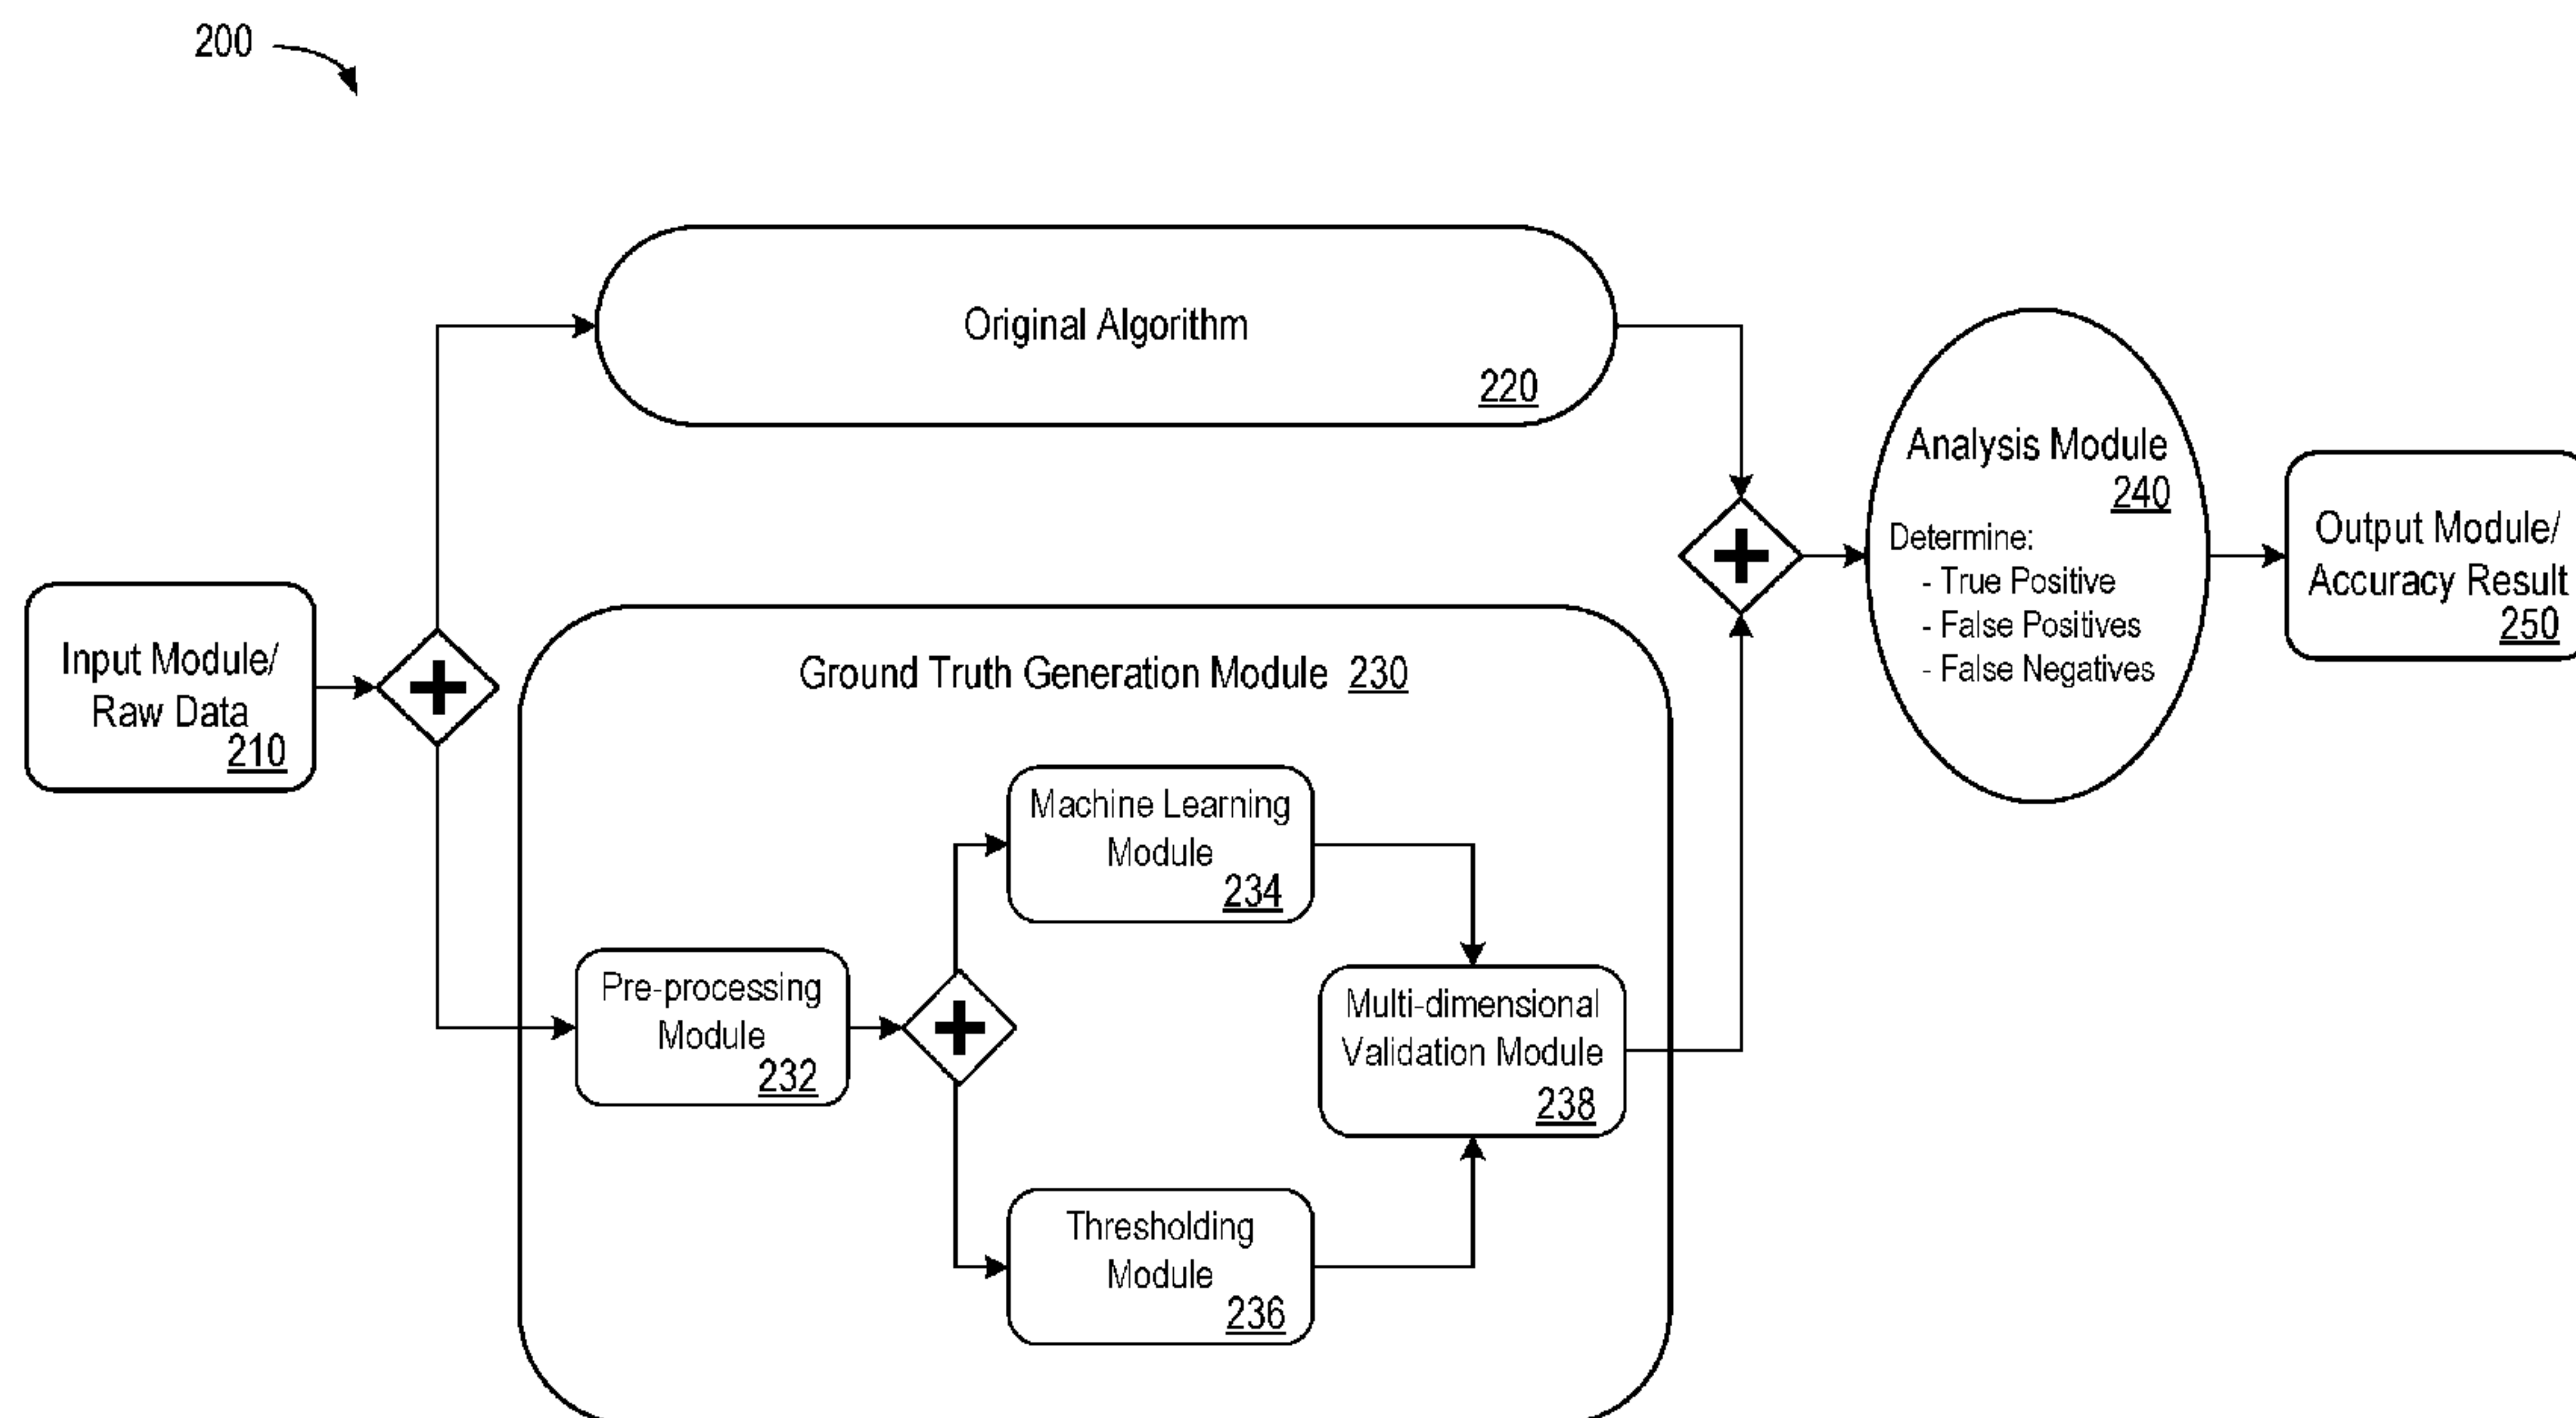 200
Original Algorithm
220
Analysis Module
240
Determine:
- True Positive
- False Positives
- False Negatives
Output Module/
Accuracy Result
250
Input Module/
Raw Data
210
Ground Truth Generation Module 230
Machine Learning
Module
234
Pre-processing
Module
232
Multi-dimensional
Validation Module
238
Thresholding
Module
236